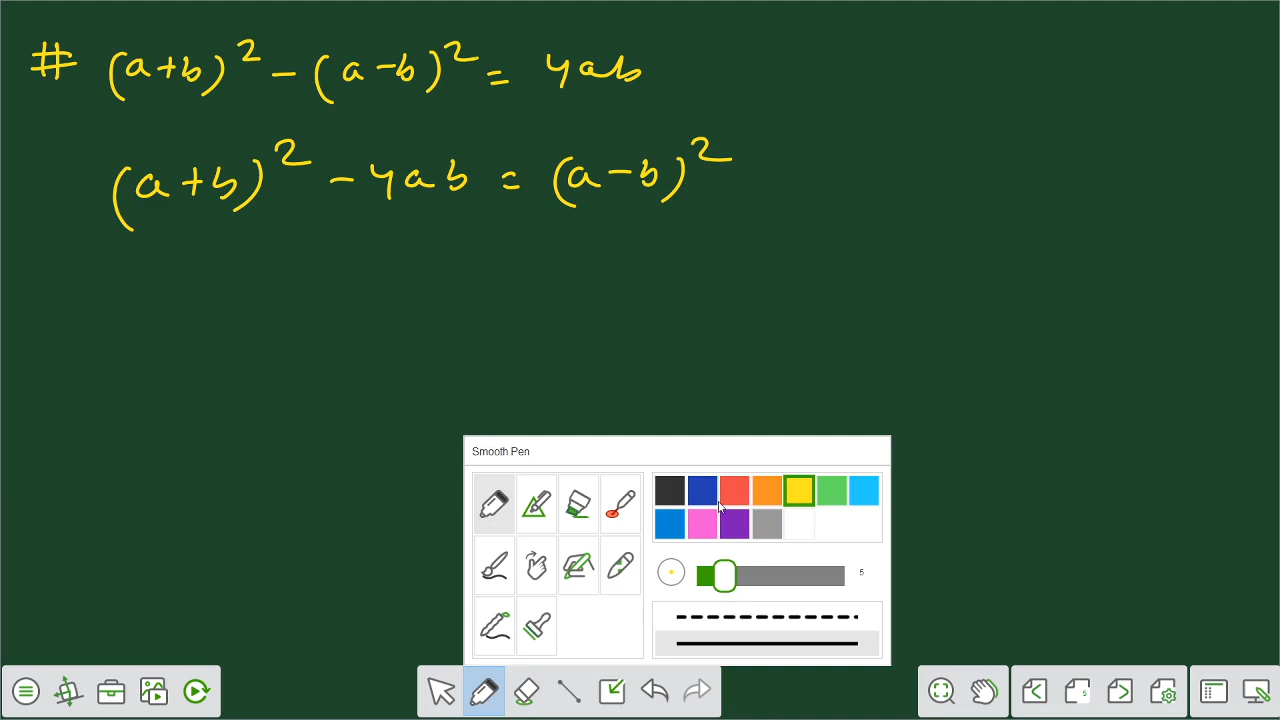 # (a+b)² - (a-b)² = 4ab
(a+b)² - 4ab = (a-b)²
Smooth Pen
5
s